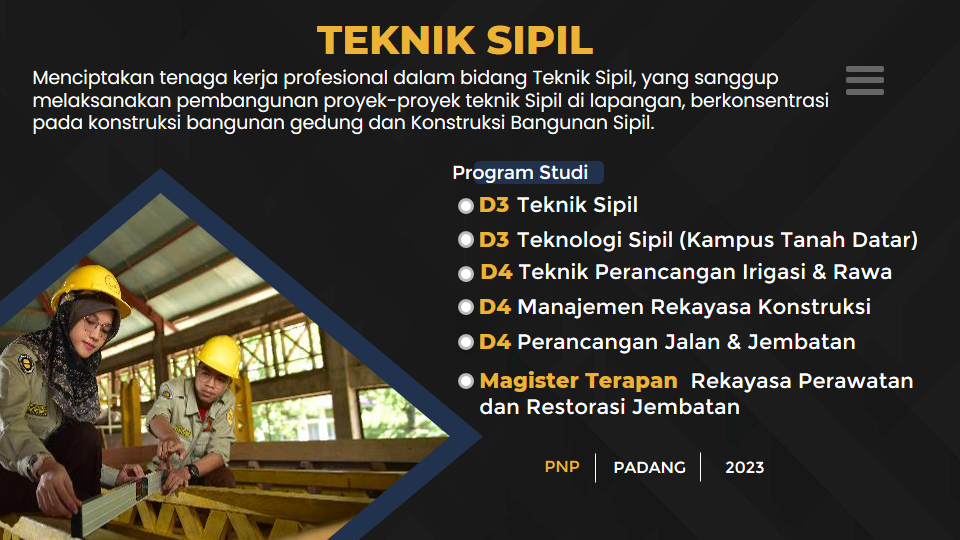 TEKNIK SIPIL
Menciptakan tenaga kerja profesional dalam bidang Teknik Sipil, yang sanggup
melaksanakan pembangunan proyek-proyek teknik Sipil di lapangan, berkonsentrasi
pada konstruksi bangunan gedung dan Konstruksi Bangunan Sipil.
Program Studi
D3 Teknik Sipil
D3 Teknologi Sipil (Kampus Tanah Datar)
D4 Teknik Perancangan Irigasi & Rawa
D4 Manajemen Rekayasa Konstruksi
D4 Perancangan Jalan & Jembatan
Magister Terapan Rekayasa Perawatan
dan Restorasi Jembatan
PNP | PADANG | 2023